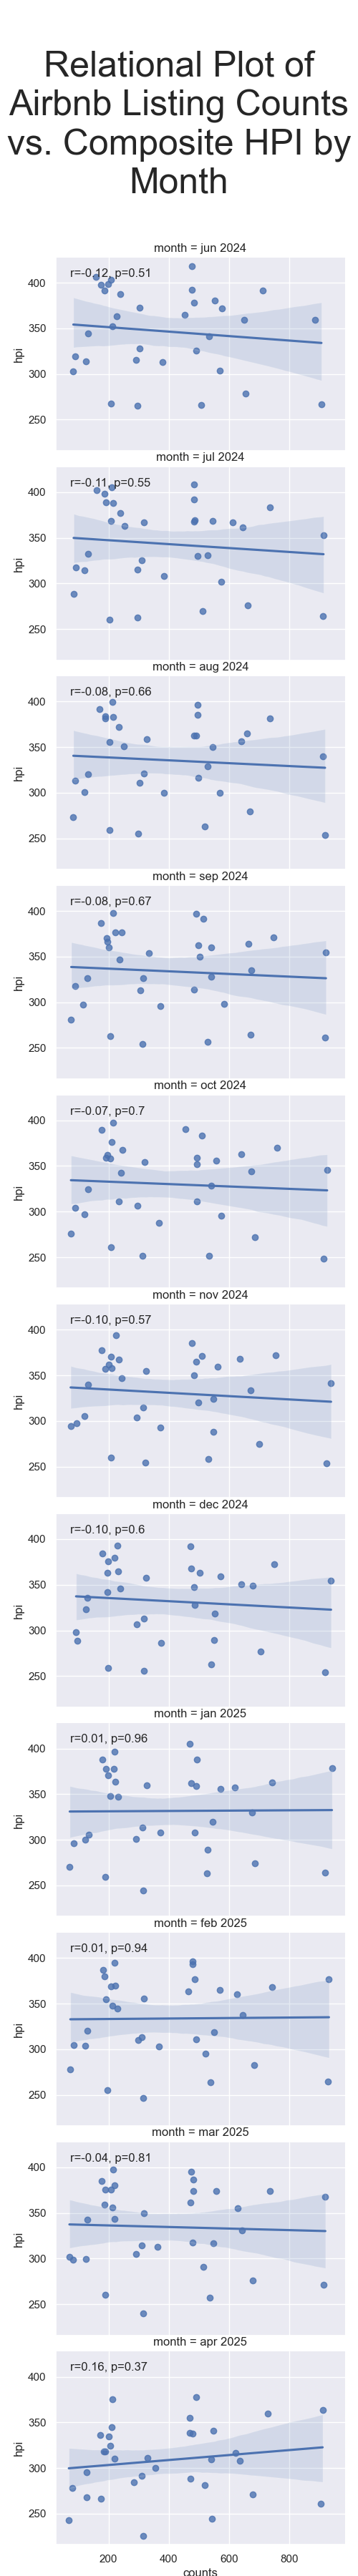 Relational Plot of
Airbnb Listing Counts
vs. Composite HPI by
Month
month = jun 2024
r=-0.12, p=0.51
400
350
300
250
hpi
month = jul 2024
r=-0.11, p=0.55
400
350
300
250
hpi
month = aug 2024
r=-0.08, p=0.66
400
350
300
250
hpi
month = sep 2024
r=-0.08, p=0.67
400
350
300
250
hpi
month = oct 2024
r=-0.07, p=0.7
400
350
300
250
hpi
month = nov 2024
r=-0.10, p=0.57
400
350
300
250
hpi
month = dec 2024
r=-0.10, p=0.6
400
350
300
250
hpi
month = jan 2025
r=0.01, p=0.96
400
350
300
250
hpi
month = feb 2025
r=0.01, p=0.94
400
350
300
250
hpi
month = mar 2025
r=-0.04, p=0.81
400
350
300
250
hpi
month = apr 2025
r=0.16, p=0.37
400
350
300
250
hpi
200 400 600 800
counts